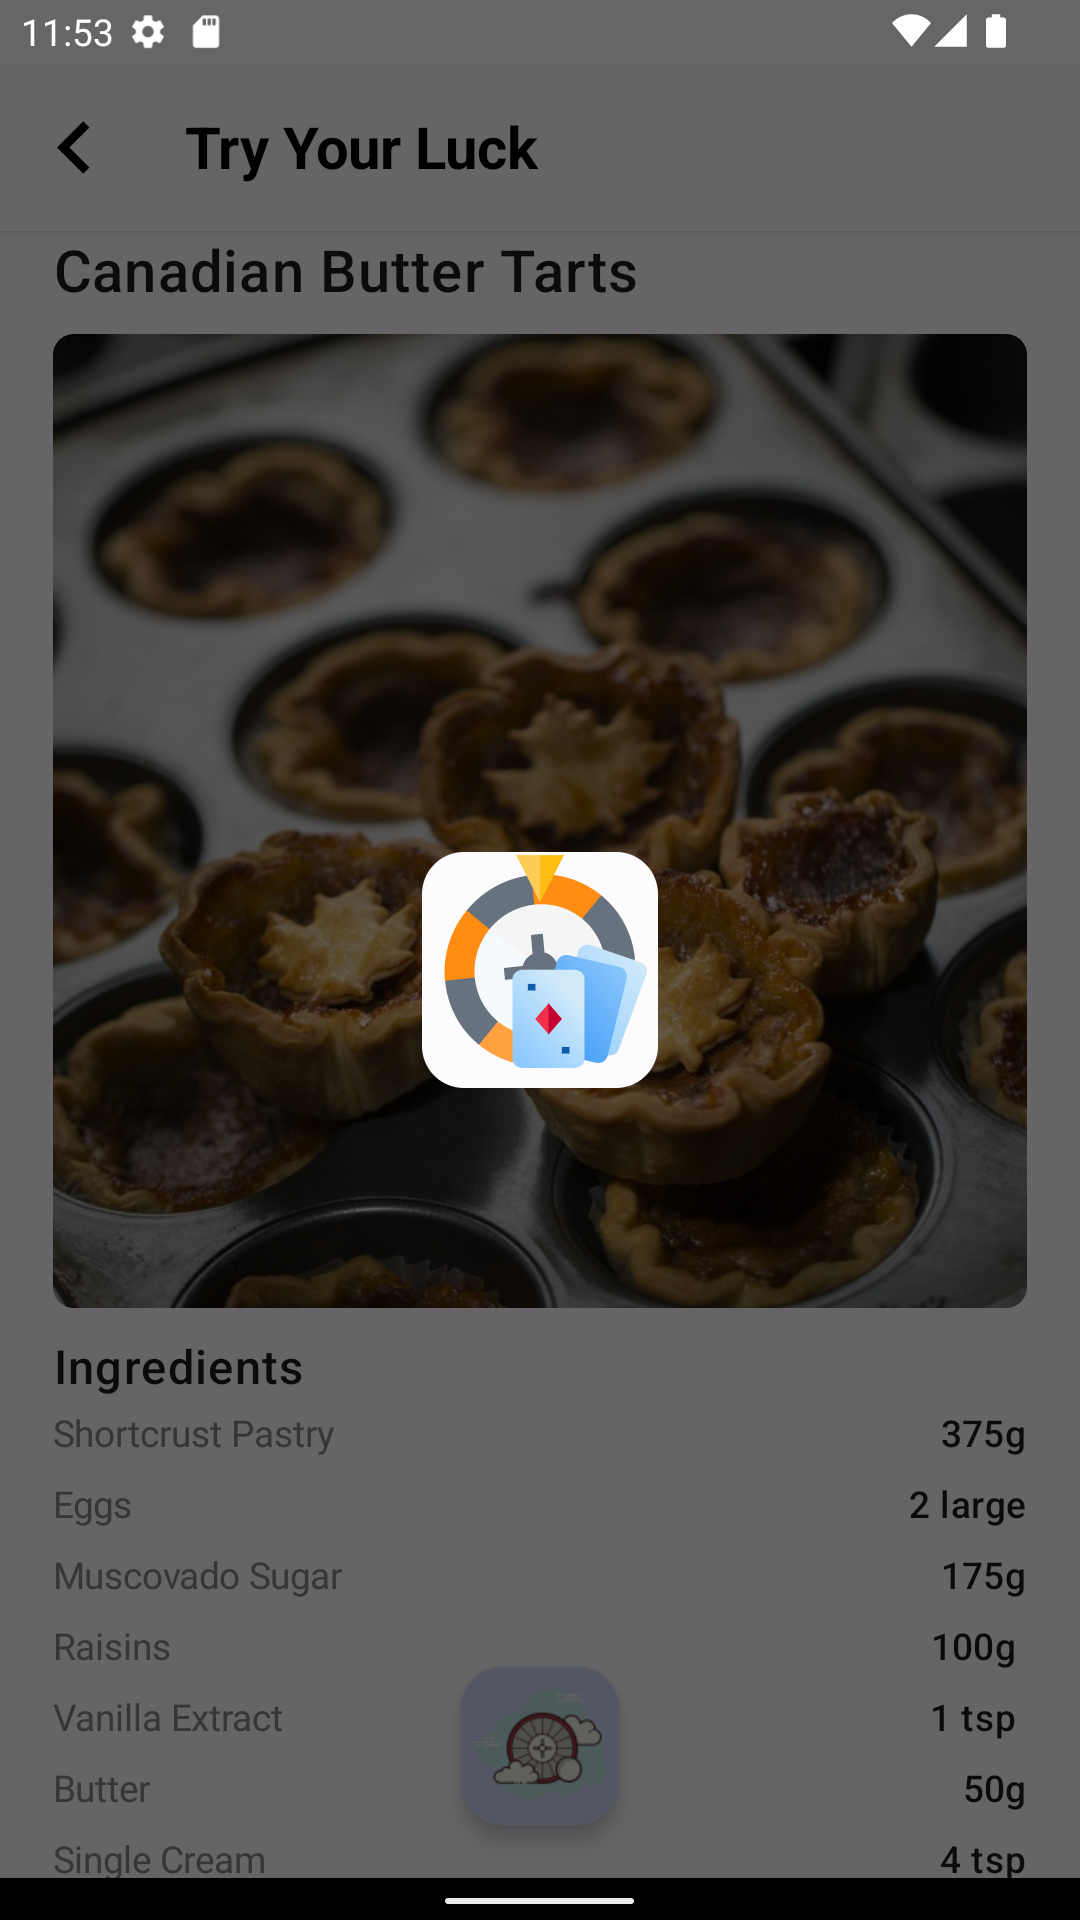 11:53
Try Your Luck
Canadian Butter Tarts
Ingredients
Shortcrust Pastry 375g
Eggs 2 large
Muscovado Sugar 175g
Raisins 100g
Vanilla Extract 1 tsp
Butter 50g
Single Cream 4 tsp